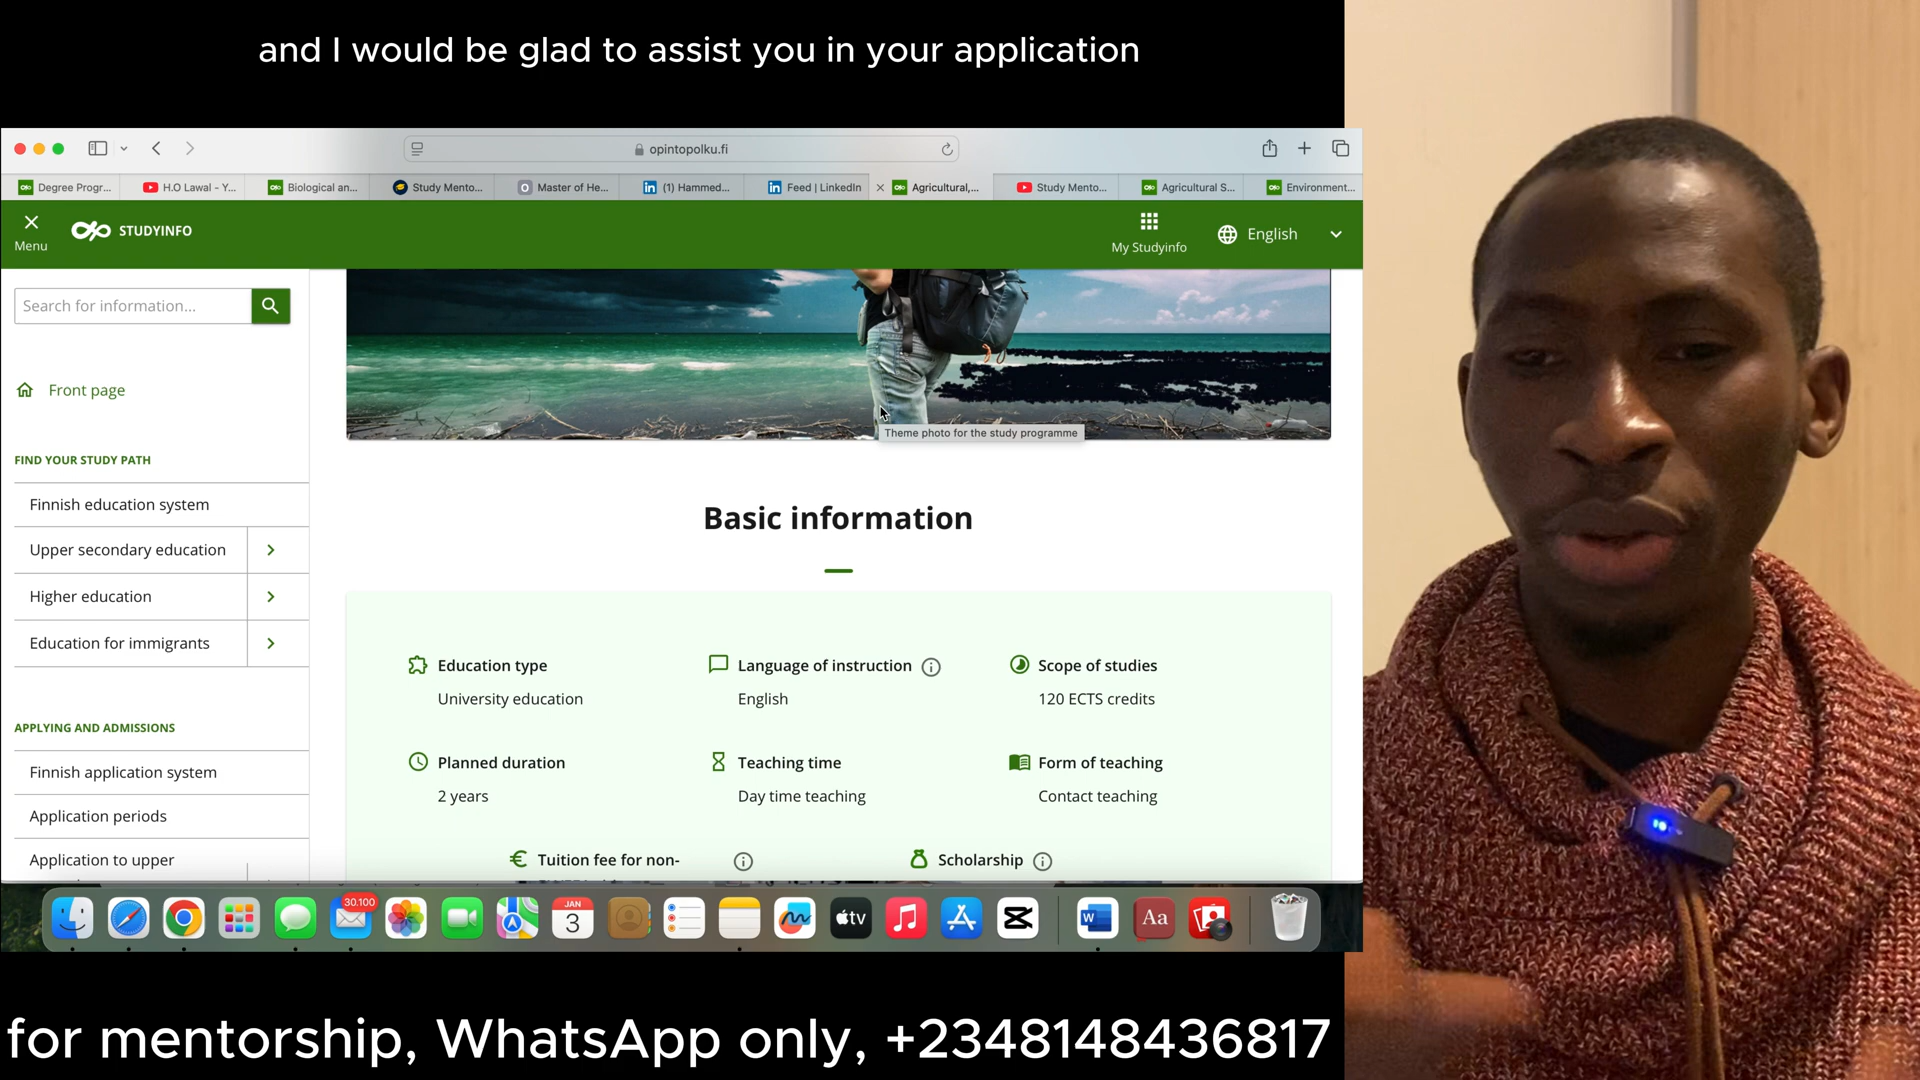 and I would be glad to assist you in your application
opintopolku.fi
Degree Progr...
H.O Lawal - Y...
Biological an...
Study Mento...
Master of He...
(1) Hammed...
Feed | LinkedIn
Agricultural,...
Study Mento...
Agricultural S...
Environment...
Menu
STUDYINFO
My Studyinfo
English
Search for information...
Front page
FIND YOUR STUDY PATH
Finnish education system
Upper secondary education
Higher education
Education for immigrants
APPLYING AND ADMISSIONS
Finnish application system
Application periods
Application to upper
Theme photo for the study programme
Basic information
Education type
University education
Language of instruction
English
Scope of studies
120 ECTS credits
Planned duration
2 years
Teaching time
Day time teaching
Form of teaching
Contact teaching
Tuition fee for non-
Scholarship
30.100
JAN
3
tv
W
Aa
for mentorship, WhatsApp only, +2348148436817